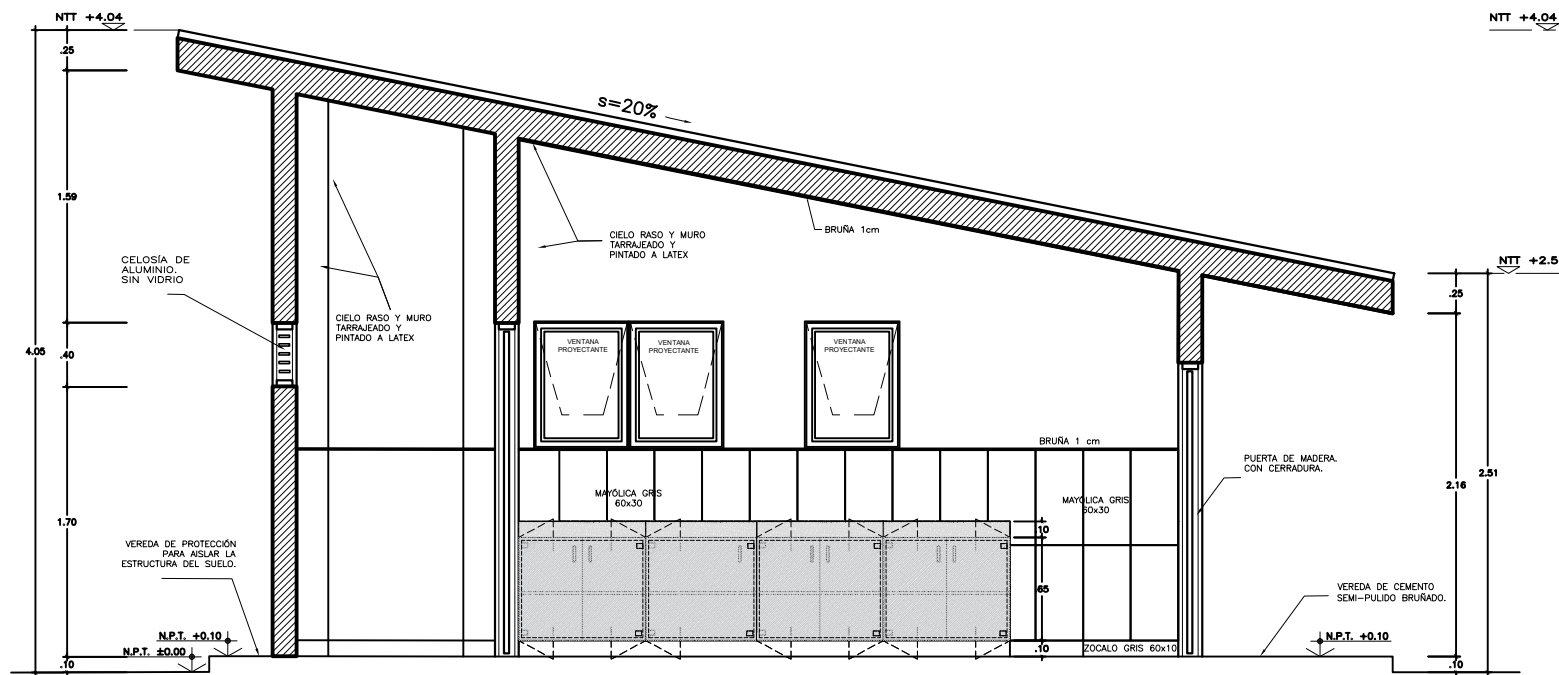 NTT +4.04
NTT +4.04
.25
s=20%
1.59
BRUÑA 1cm
CIELO RASO Y MURO
TARRAJEADO Y
PINTADO A LATEX
CELOSÍA DE
ALUMINIO.
SIN VIDRIO
NTT +2.5
.25
CIELO RASO Y MURO
TARRAJEADO Y
PINTADO A LATEX
4.05
.40
VENTANA
PROYECTANTE
VENTANA
PROYECTANTE
VENTANA
PROYECTANTE
BRUÑA 1 cm
PUERTA DE MADERA.
CON CERRADURA.
2.16
2.51
MAYÓLICA GRIS
60x30
MAYÓLICA GRIS
60x30
1.70
10
VEREDA DE PROTECCIÓN
PARA AISLAR LA
ESTRUCTURA DEL SUELO.
65
VEREDA DE CEMENTO
SEMI-PULIDO BRUÑADO.
N.P.T. +0.10
N.P.T. ±0.00
N.P.T. +0.10
.10
.10
ZOCALO GRIS 60x10
.10